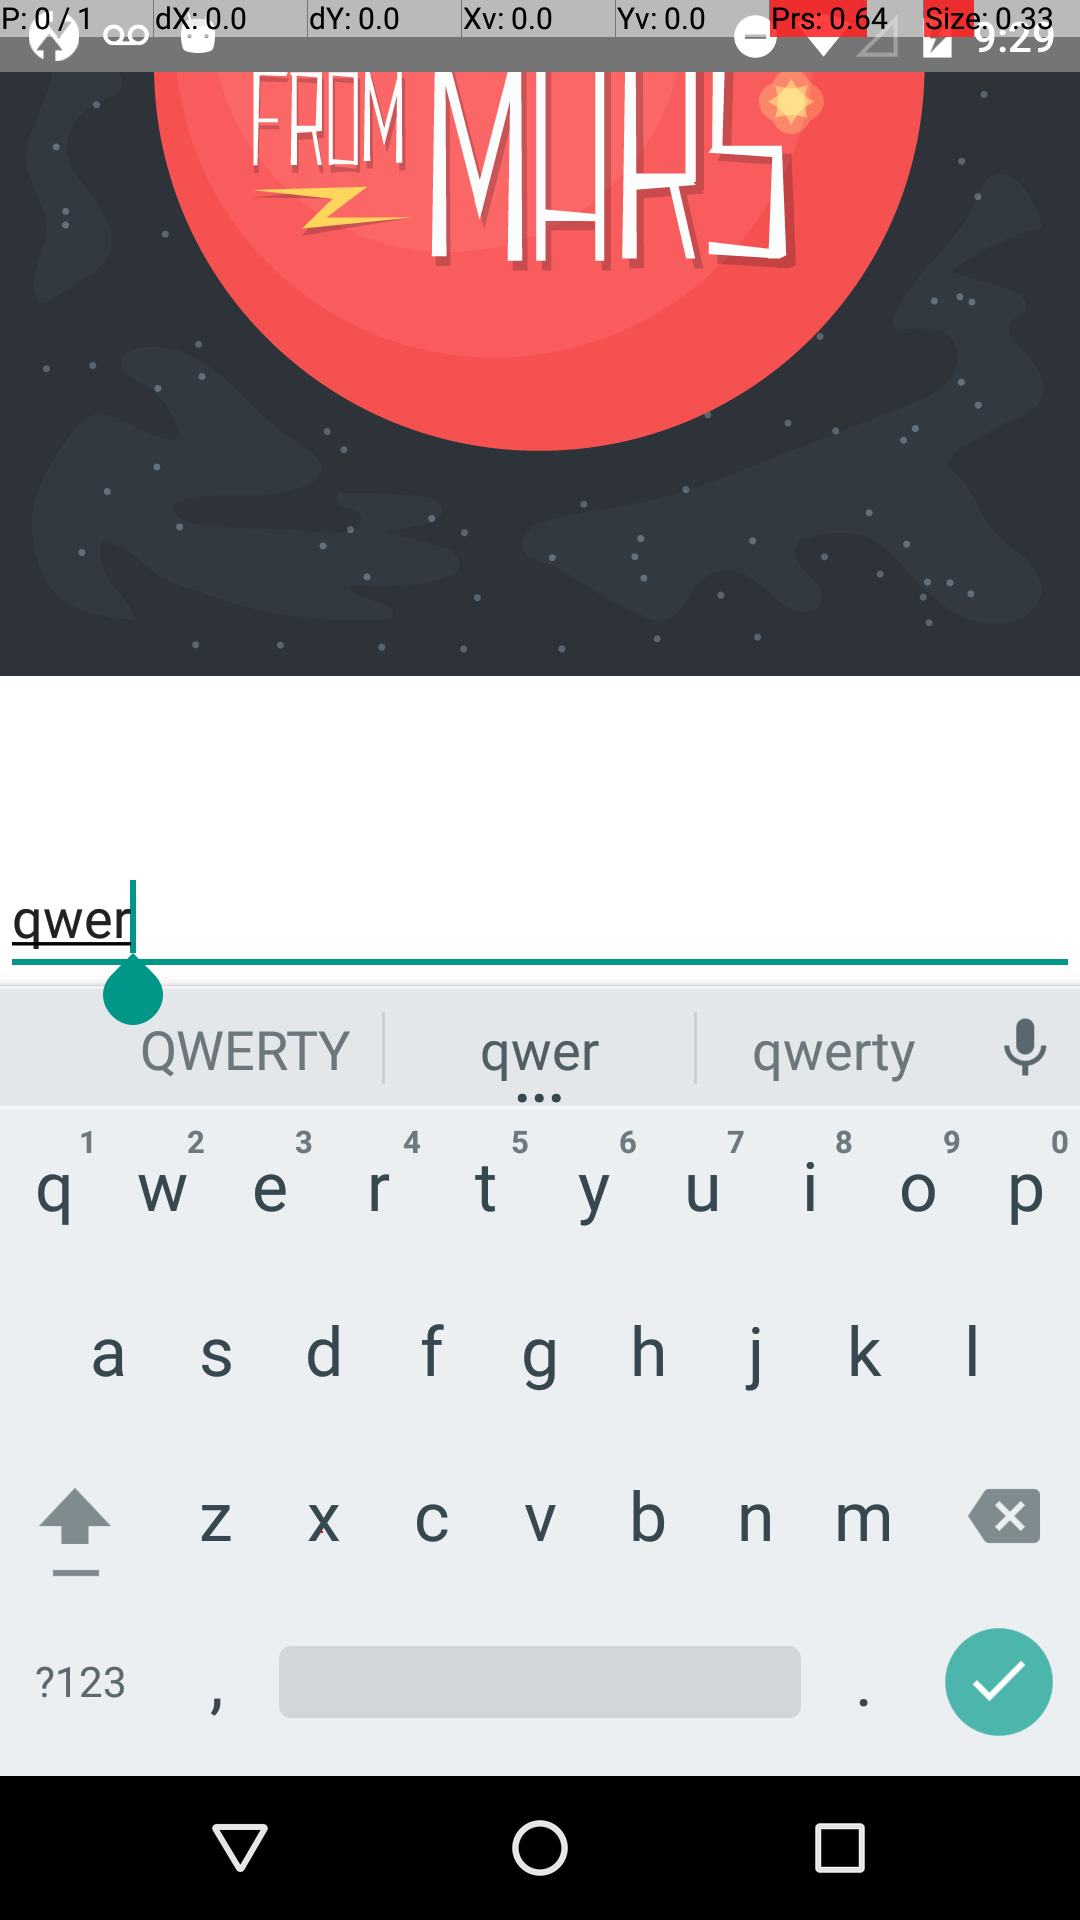 P: 0 / 1 dX: 0.0 dY: 0.0 Xv: 0.0 Yv: 0.0 Prs: 0.64 Size: 0.33
9:29
FROM MARS
qwer
QWERTY qwer qwerty
1 2 3 4 5 6 7 8 9 0
q w e r t y u i o p
a s d f g h j k l
z x c v b n m
?123 , .